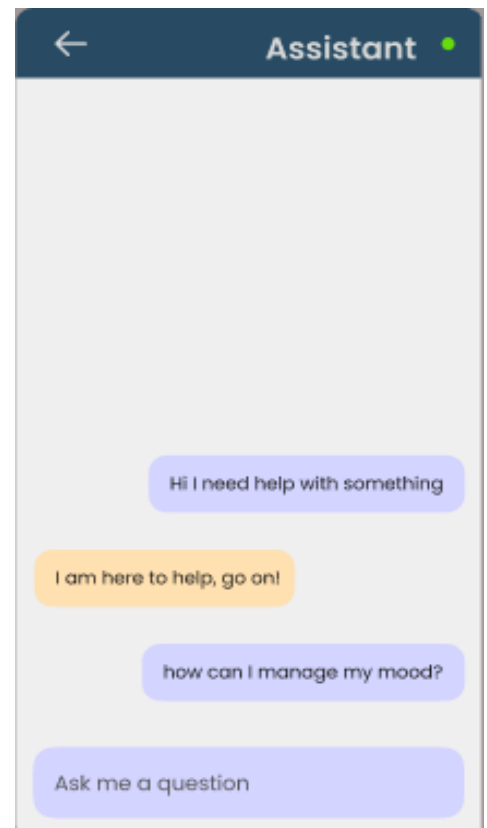 Assistant
Hi I need help with something
I am here to help, go on!
how can I manage my mood?
Ask me a question